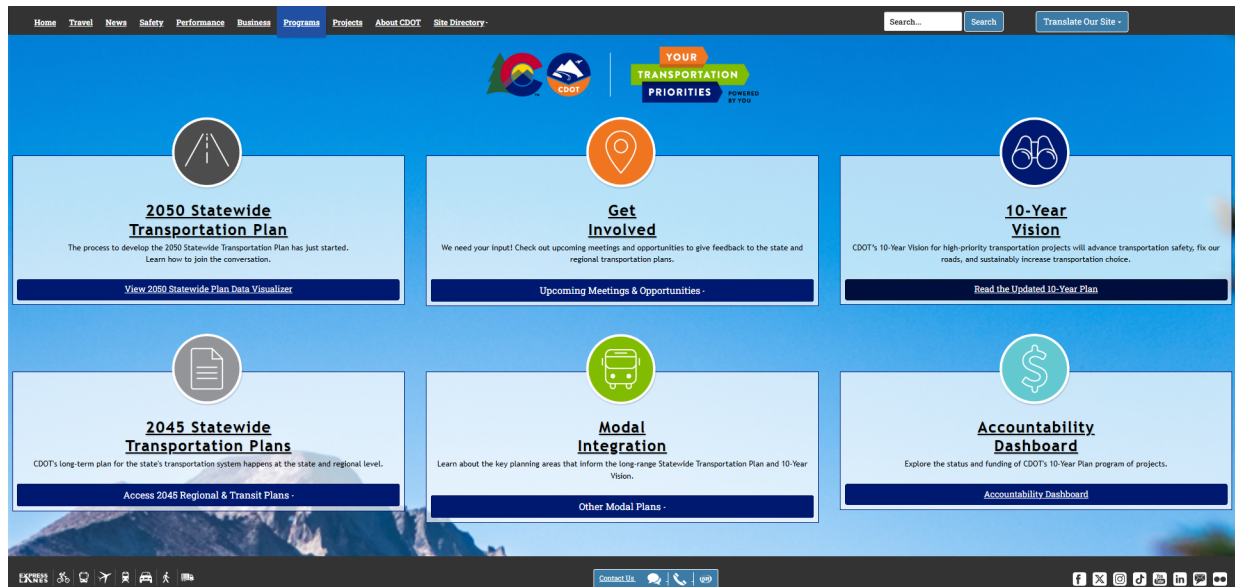 Home Travel News Safety Performance Business Programs Projects About CDOT Site Directory· Search... Search Translate Our Site ·
CDOT
YOUR
TRANSPORTATION
PRIORITIES
POWERED
BY YOU
2050 Statewide
Transportation Plan
The process to develop the 2050 Statewide Transportation Plan has just started.
Learn how to join the conversation.
View 2050 Statewide Plan Data Visualizer
Get
Involved
We need your input! Check out upcoming meetings and opportunities to give feedback to the state and
regional transportation plans.
Upcoming Meetings & Opportunities ·
10-Year
Vision
CDOT's 10-Year Vision for high-priority transportation projects will advance transportation safety, fix our
roads, and sustainably increase transportation choice.
Read the Updated 10-Year Plan
2045 Statewide
Transportation Plans
CDOT's long-term plan for the state's transportation system happens at the state and regional level.
Access 2045 Regional & Transit Plans ·
Modal
Integration
Learn about the key planning areas that inform the long-range Statewide Transportation Plan and 10-Year
Vision.
Other Modal Plans ·
Accountability
Dashboard
Explore the status and funding of CDOT's 10-Year Plan program of projects.
Accountability Dashboard
EXPRESS
LANES
Contact Us